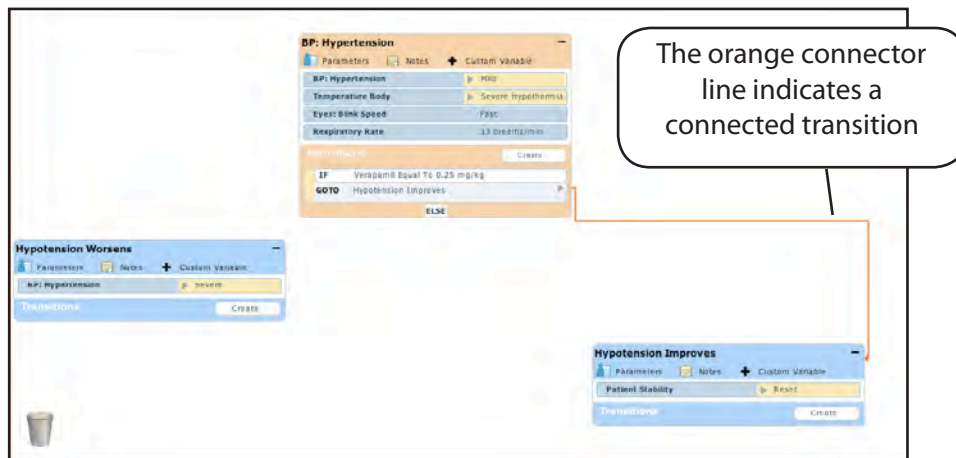 BP: Hypertension
Parameters Notes Custom Variable
BP: Hypertension Mild
Temperature Body Severe Hypothermia
Eyes: Blink Speed Fast
Respiratory Rate 13 breaths/min
Transitions Create
IF Verapamil Equal To 0.25 mg/kg
GOTO Hypotension Improves
ELSE
The orange connector
line indicates a
connected transition
Hypotension Worsens
Parameters Notes Custom Variable
BP: Hypertension Severe
Transitions Create
Hypotension Improves
Parameters Notes Custom Variable
Patient Stability Reset
Transitions Create